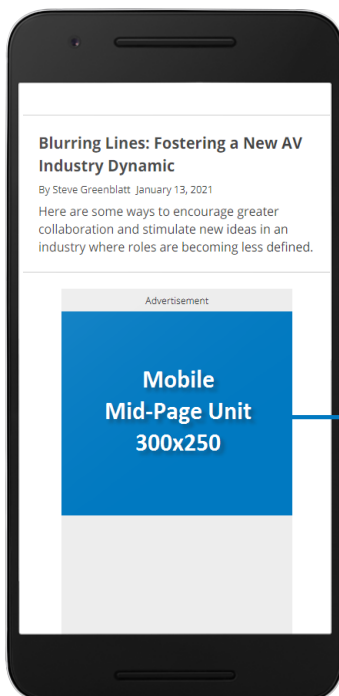 Blurring Lines: Fostering a New AV
Industry Dynamic
By Steve Greenblatt January 13, 2021
Here are some ways to encourage greater
collaboration and stimulate new ideas in an
industry where roles are becoming less defined.
Advertisement
Mobile
Mid-Page Unit
300x250